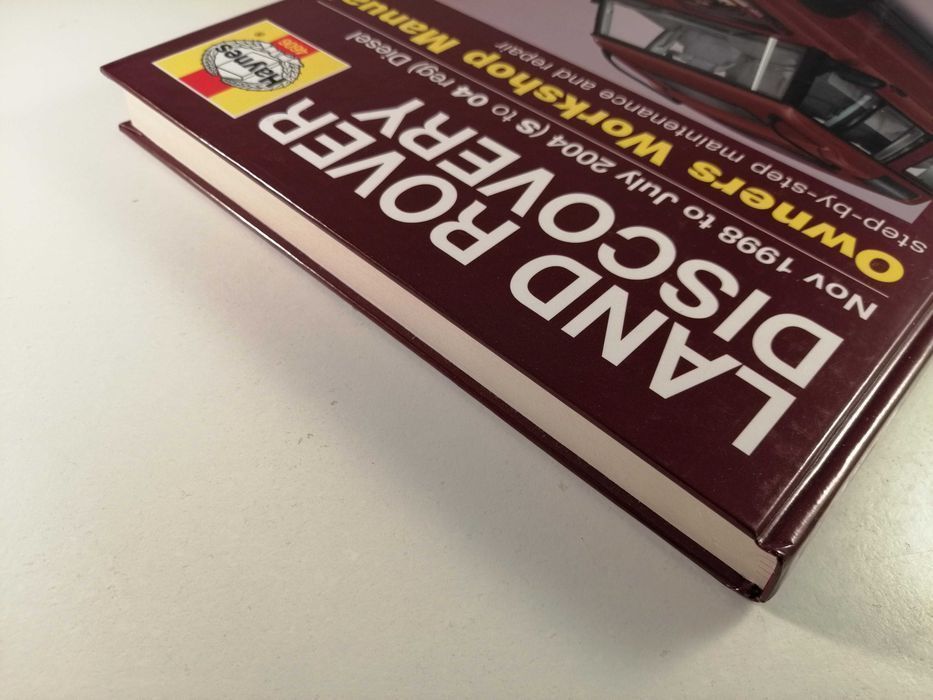 LAND ROVER
DISCOVERY
Nov 1998 to July 2004 (S to 04 reg) Diesel
Owners Workshop Manual
step-by-step maintenance and repair
Haynes
4606
®